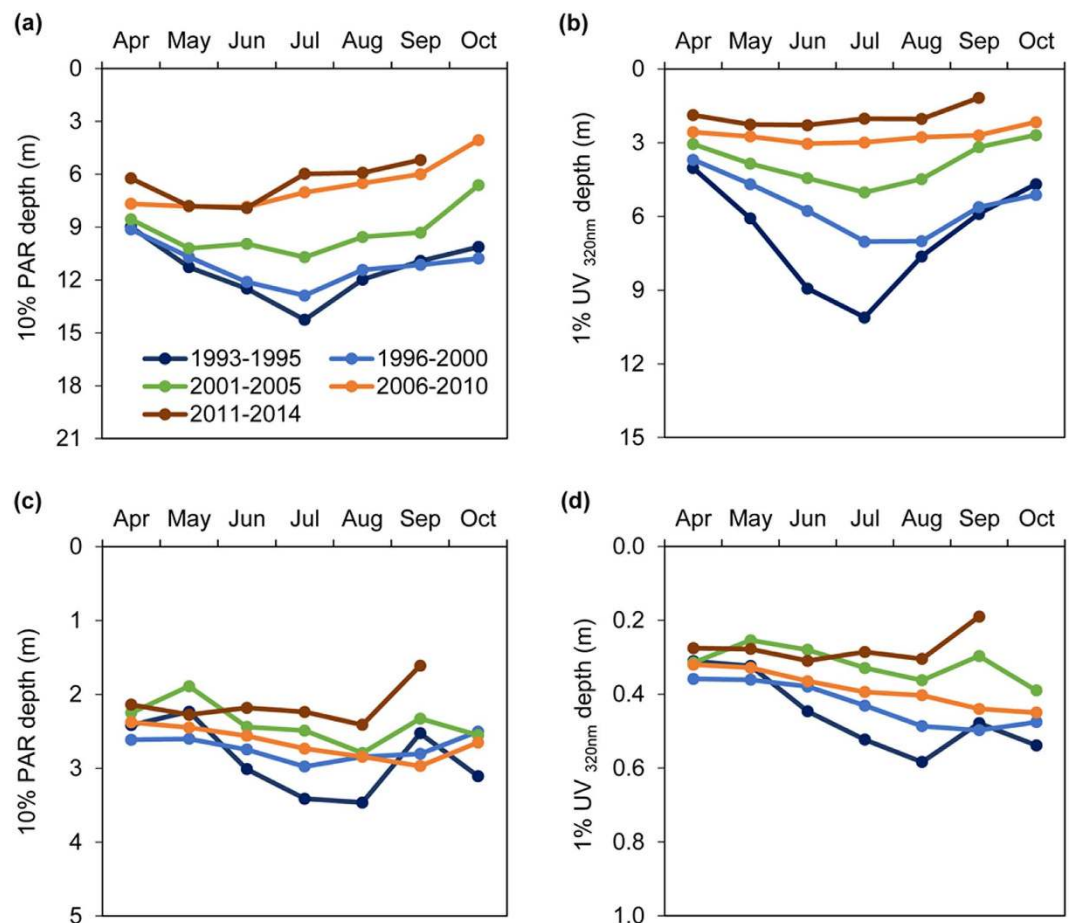 (a)
Apr May Jun Jul Aug Sep Oct
0
3
6
9
12
15
18
21
10% PAR depth (m)
1993-1995
1996-2000
2001-2005
2006-2010
2011-2014
(b)
Apr May Jun Jul Aug Sep Oct
0
3
6
9
12
15
1% UV 320nm depth (m)
(c)
Apr May Jun Jul Aug Sep Oct
0
1
2
3
4
5
10% PAR depth (m)
(d)
Apr May Jun Jul Aug Sep Oct
0.0
0.2
0.4
0.6
0.8
1.0
1% UV 320nm depth (m)